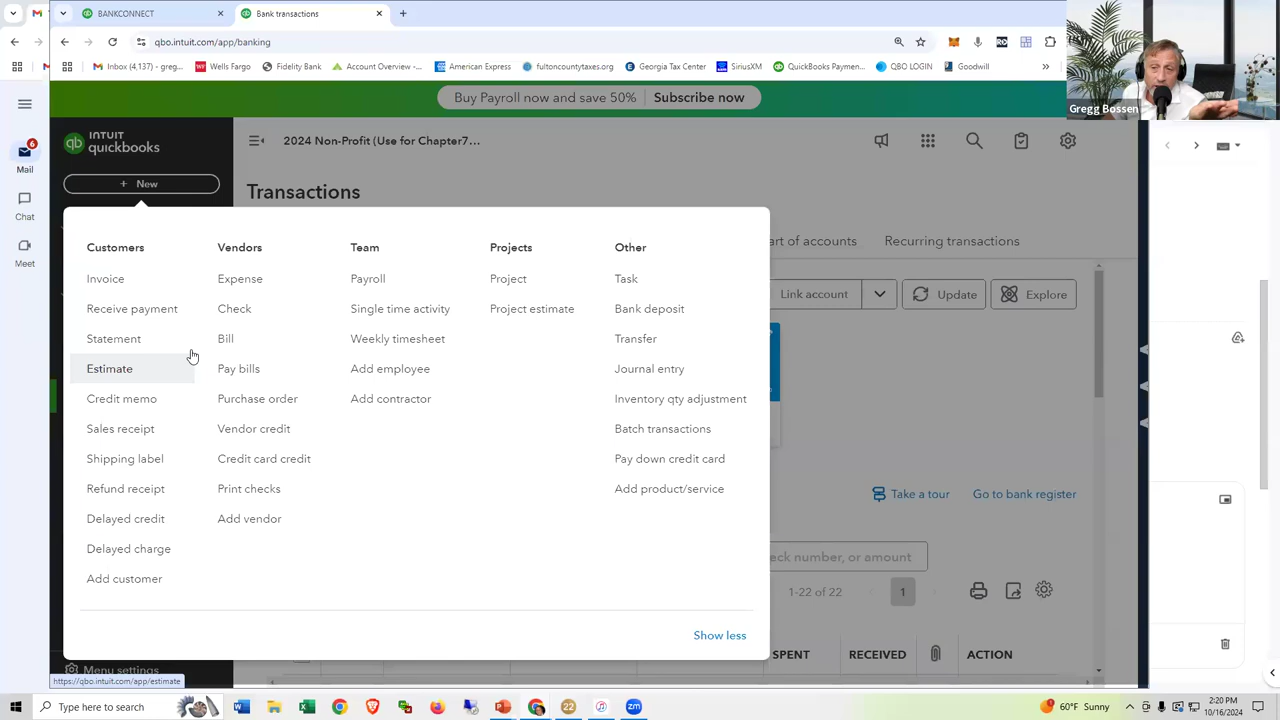 BANKCONNECT
Bank transactions
qbo.intuit.com/app/banking
Inbox (4,137) - greg...
Wells Fargo
Fidelity Bank
Account Overview -...
American Express
fultoncountytaxes.org
Georgia Tax Center
SiriusXM
QuickBooks Paymen...
QBO LOGIN
Goodwill
Gregg Bossen
Buy Payroll now and save 50%
Subscribe now
6
Mail
Chat
Meet
INTUIT
quickbooks
2024 Non-Profit (Use for Chapter7...
+ New
Transactions
art of accounts
Recurring transactions
Customers
Invoice
Receive payment
Statement
Estimate
Credit memo
Sales receipt
Shipping label
Refund receipt
Delayed credit
Delayed charge
Add customer
Vendors
Expense
Check
Bill
Pay bills
Purchase order
Vendor credit
Credit card credit
Print checks
Add vendor
Team
Payroll
Single time activity
Weekly timesheet
Add employee
Add contractor
Projects
Project
Project estimate
Other
Task
Bank deposit
Transfer
Journal entry
Inventory qty adjustment
Batch transactions
Pay down credit card
Add product/service
Show less
Link account
Update
Explore
Take a tour
Go to bank register
eck number, or amount
1-22 of 22
1
SPENT
RECEIVED
ACTION
Menu settings
https://qbo.intuit.com/app/estimate
Type here to search
60°F Sunny
2:20 PM
10/16/2024